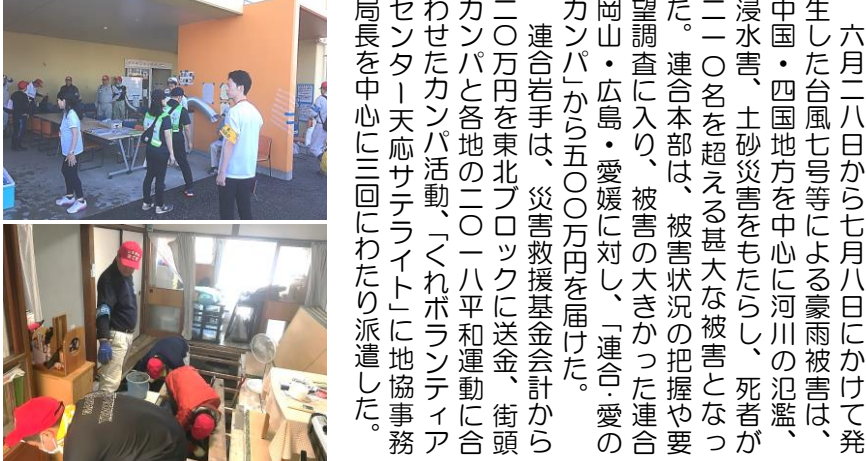 六月二八日から七月八日にかけて発
生した台風七号等による豪雨被害は、
中国・四国地方を中心に河川の氾濫、
浸水害、土砂災害をもたらし、死者が
二一〇名を超える甚大な被害となっ
た。連合本部は、被害状況の把握や要
望調査に入り、被害の大きかった連合
岡山・広島・愛媛に対し、「連合・愛の
カンパ」から五〇〇万円を届けた。
連合岩手は、災害救援基金会計から
二〇万円を東北ブロックに送金、街頭
カンパと各地の二〇一八平和運動に合
わせたカンパ活動、「くれボランティア
センター天応サテライト」に地協事務
局長を中心に三回にわたり派遣した。